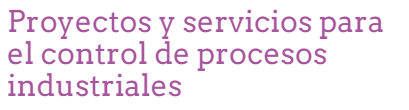 Proyectos y servicios para
el control de procesos
industriales